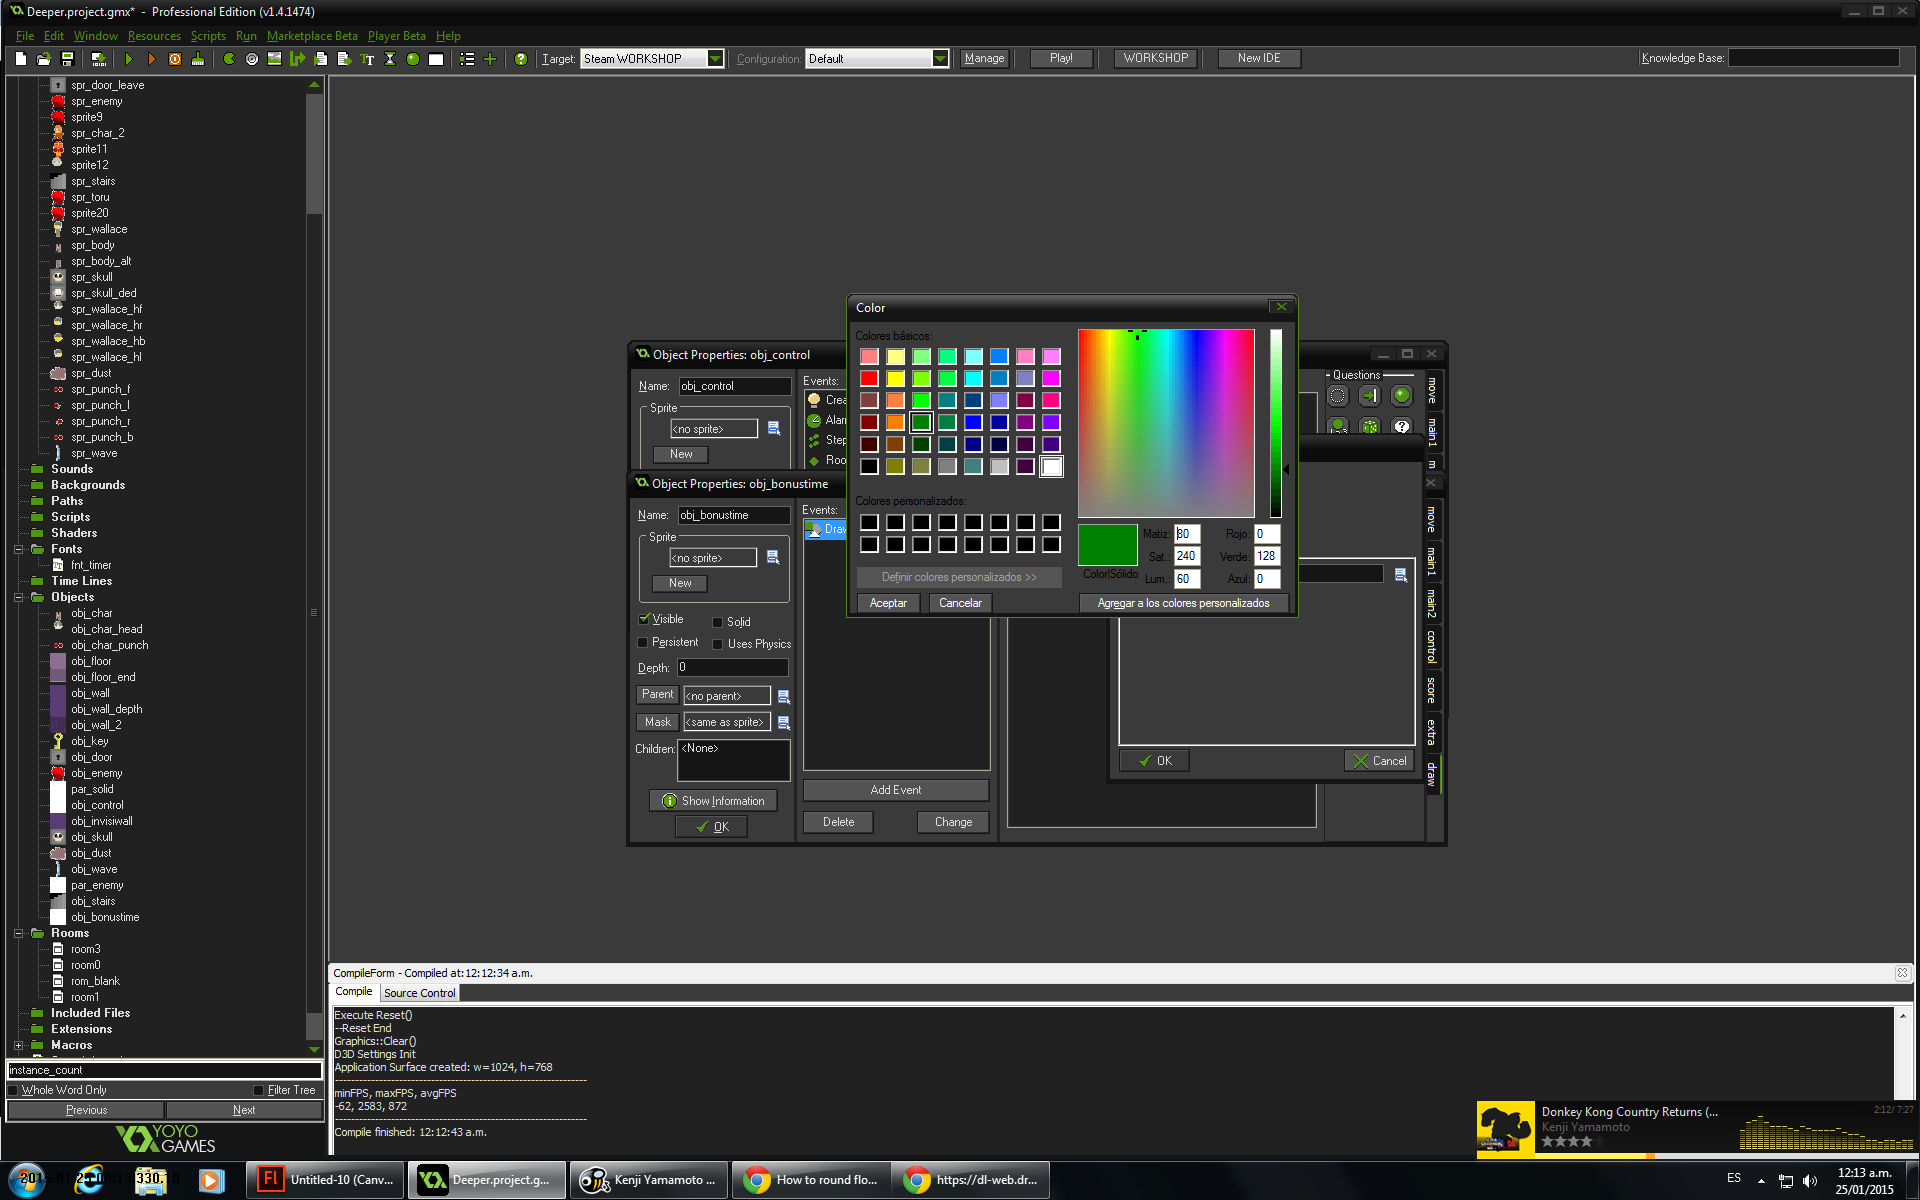 Deeper.project.gmx*  -  Professional Edition (v1.4.1474)
File Edit Window Resources Scripts Run Marketplace Beta Player Beta Help
Target: Steam WORKSHOP Configuration: Default Manage Play! WORKSHOP New IDE Knowledge Base:
spr_door_leave
spr_enemy
sprite9
spr_char_2
sprite11
sprite12
spr_stairs
spr_toru
sprite20
spr_wallace
spr_body
spr_body_alt
spr_skull
spr_skull_ded
spr_wallace_hf
spr_wallace_hr
spr_wallace_hb
spr_wallace_hl
spr_dust
spr_punch_f
spr_punch_l
spr_punch_r
spr_punch_b
spr_wave
Sounds
Backgrounds
Paths
Scripts
Shaders
Fonts
fnt_timer
Time Lines
Objects
obj_char
obj_char_head
obj_char_punch
obj_floor
obj_floor_end
obj_wall
obj_wall_depth
obj_wall_2
obj_key
obj_door
obj_enemy
par_solid
obj_control
obj_invisiwall
obj_skull
obj_dust
obj_wave
par_enemy
obj_stairs
obj_bonustime
Rooms
room3
room0
rom_blank
room1
Included Files
Extensions
Macros
instance_count
Whole Word Only Filter Tree
Previous Next
YOYO
GAMES
Object Properties: obj_control
Name: obj_control
Sprite
<no sprite>
New
Events:
Crea
Alar
Step
Roo
Questions
move
main1
m
Object Properties: obj_bonustime
Name: obj_bonustime
Sprite
<no sprite>
New
Visible Solid
Persistent Uses Physics
Depth: 0
Parent <no parent>
Mask <same as sprite>
Children: <None>
Show Information
OK
Events:
Draw
Add Event
Delete Change
OK Cancel
move
main1
main2
control
score
extra
draw
Color
Colores básicos:
Colores personalizados:
Definir colores personalizados >>
Aceptar Cancelar
Color|Sólido
Matiz: 80 Rojo: 0
Sat.: 240 Verde: 128
Lum.: 60 Azul: 0
Agregar a los colores personalizados
CompileForm - Compiled at:12:12:34 a.m.
Compile Source Control
Execute Reset()
--Reset End
Graphics::Clear()
D3D Settings Init
Application Surface created: w=1024, h=768
minFPS, maxFPS, avgFPS
-62, 2583, 872
Compile finished: 12:12:43 a.m.
Donkey Kong Country Returns (... 2:12/ 7:27
Kenji Yamamoto
Untitled-10 (Canv...
Deeper.project.g...
Kenji Yamamoto ...
How to round flo...
https://dl-web.dr...
ES
12:13 a.m.
25/01/2015